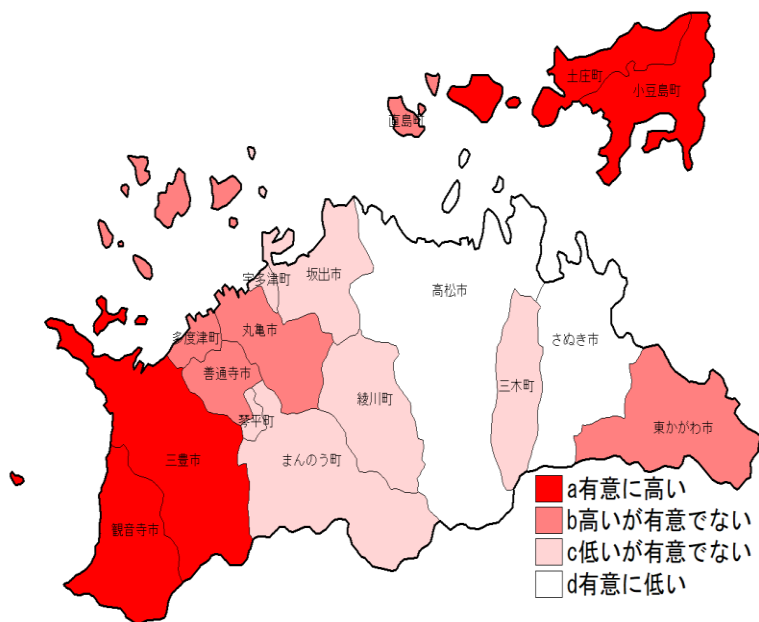 土庄町
小豆島町
直島町
宇多津町
坂出市
高松市
多度津町
丸亀市
さぬき市
善通寺市
三木町
綾川町
琴平町
東かがわ市
三豊市
まんのう町
観音寺市
a有意に高い
b高いが有意でない
c低いが有意でない
d有意に低い